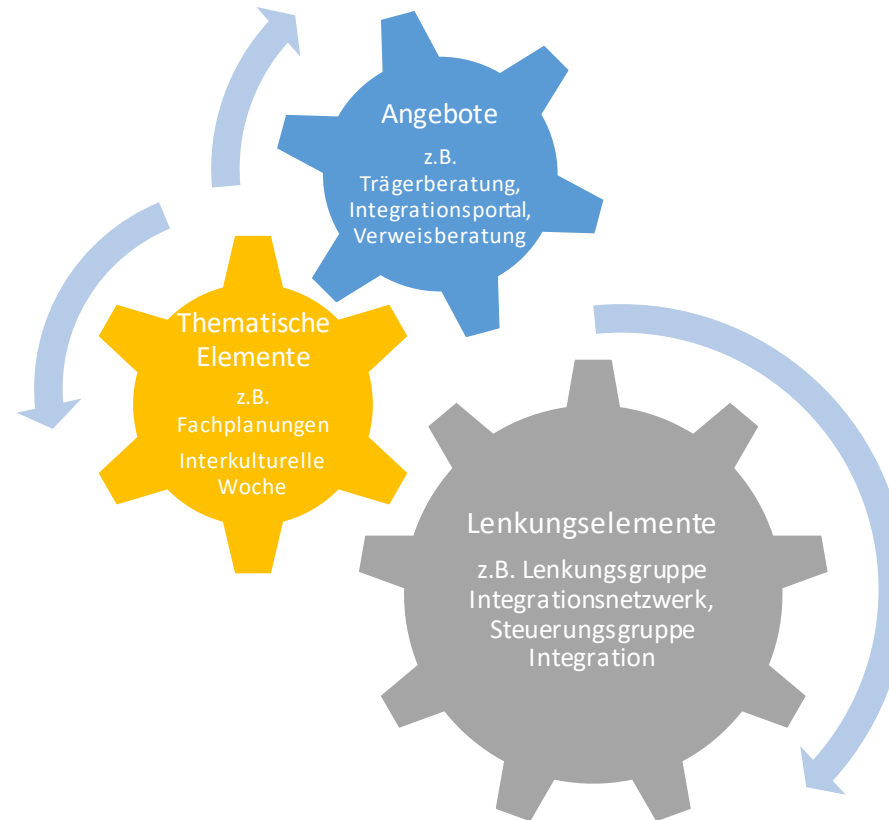 Angebote
z.B.
Trägerberatung,
Integrationsportal,
Verweisberatung
Thematische
Elemente
z.B.
Fachplanungen
Interkulturelle
Woche
Lenkungselemente
z.B. Lenkungsgruppe
Integrationsnetzwerk,
Steuerungsgruppe
Integration